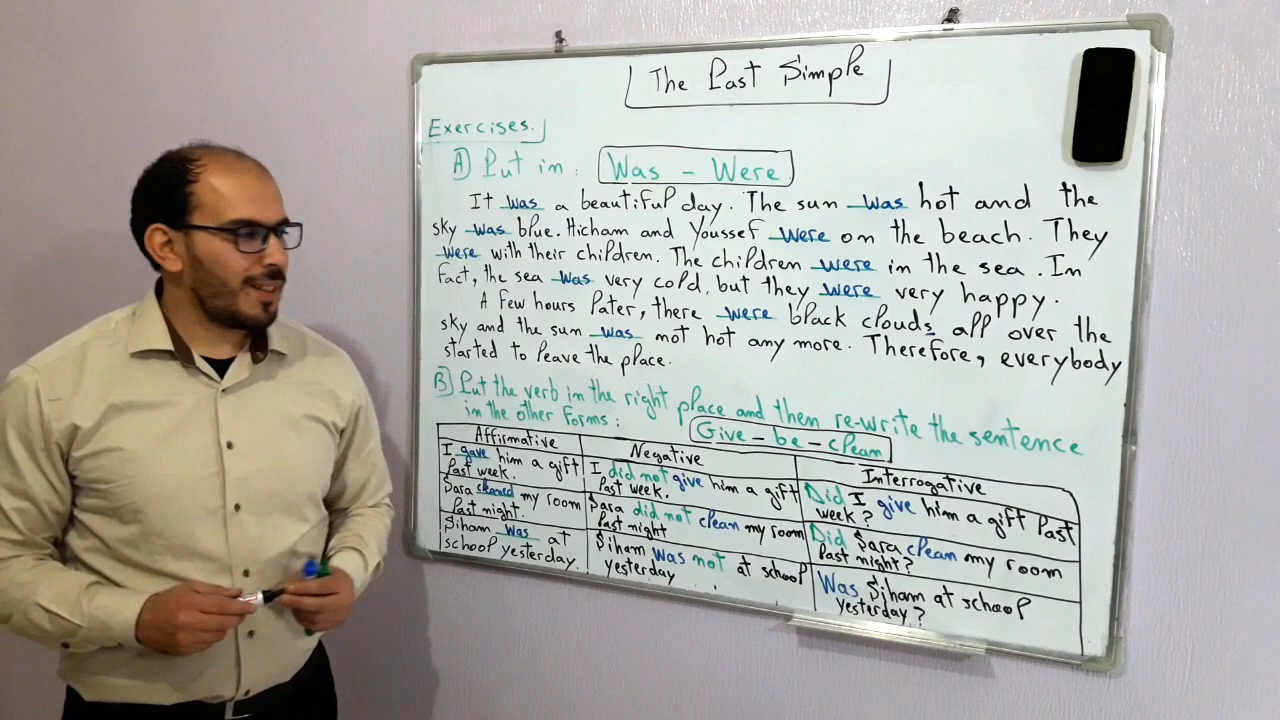 The Past Simple
Exercises.
A) Put in: Was - Were
It was a beautiful day. The sun was hot and the
sky was blue. Hicham and Youssef were on the beach. They
were with their children. The children were in the sea. In
fact, the sea was very cold, but they were very happy.
A few hours later, there were black clouds all over the
sky and the sun was not hot any more. Therefore, everybody
started to leave the place.
B) Put the verb in the right place and then re-write the sentence
in the other forms:
Give - be - clean
Affirmative
Negative
Interrogative
I gave him a gift
last week.
I did not give him a gift
last week.
Did I give him a gift last
week?
Sara cleaned my room
last night.
Sara did not clean my room
last night
Did Sara clean my room
last night?
Siham was at
school yesterday.
Siham was not at school
yesterday
Was Siham at school
yesterday?